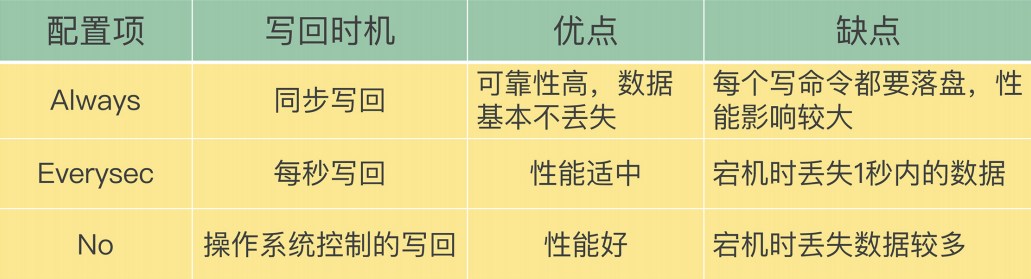 配置项 写回时机 优点 缺点
Always 同步写回 可靠性高，数据基本不丢失 每个写命令都要落盘，性能影响较大
Everysec 每秒写回 性能适中 宕机时丢失1秒内的数据
No 操作系统控制的写回 性能好 宕机时丢失数据较多